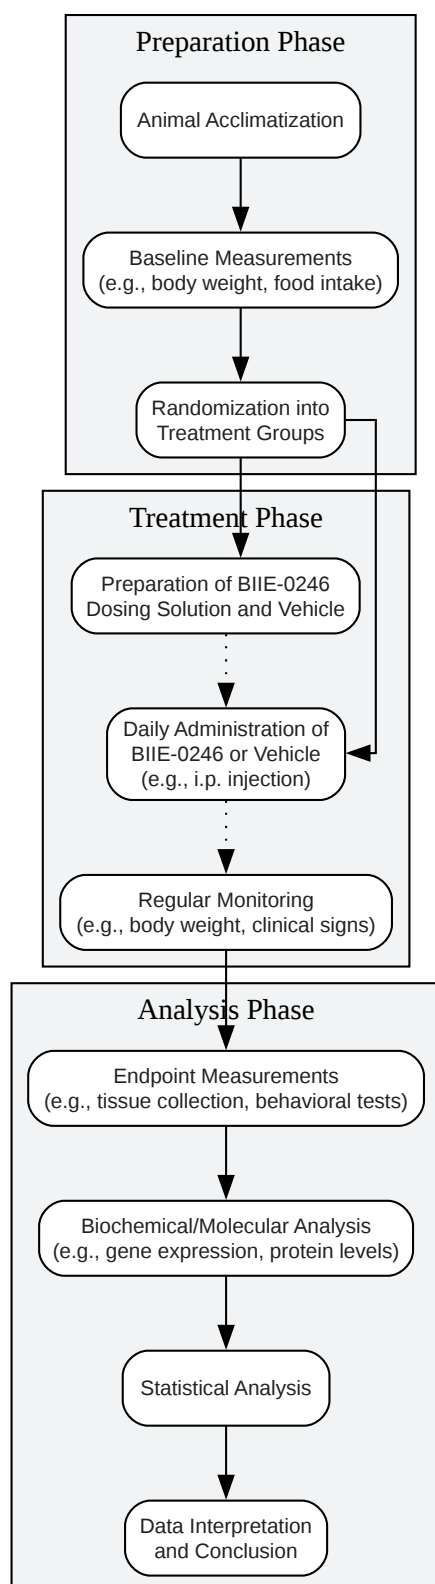 Preparation Phase
Animal Acclimatization
Baseline Measurements
(e.g., body weight, food intake)
Randomization into
Treatment Groups
Treatment Phase
Preparation of BIIE-0246
Dosing Solution and Vehicle
Daily Administration of
BIIE-0246 or Vehicle
(e.g., i.p. injection)
Regular Monitoring
(e.g., body weight, clinical signs)
Analysis Phase
Endpoint Measurements
(e.g., tissue collection, behavioral tests)
Biochemical/Molecular Analysis
(e.g., gene expression, protein levels)
Statistical Analysis
Data Interpretation
and Conclusion